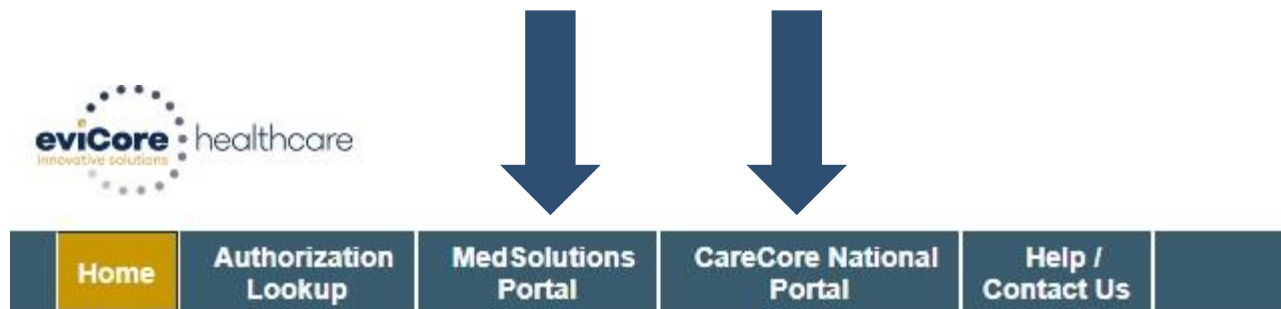 eviCore healthcare
innovative solutions
Home
Authorization
Lookup
MedSolutions
Portal
CareCore National
Portal
Help /
Contact Us